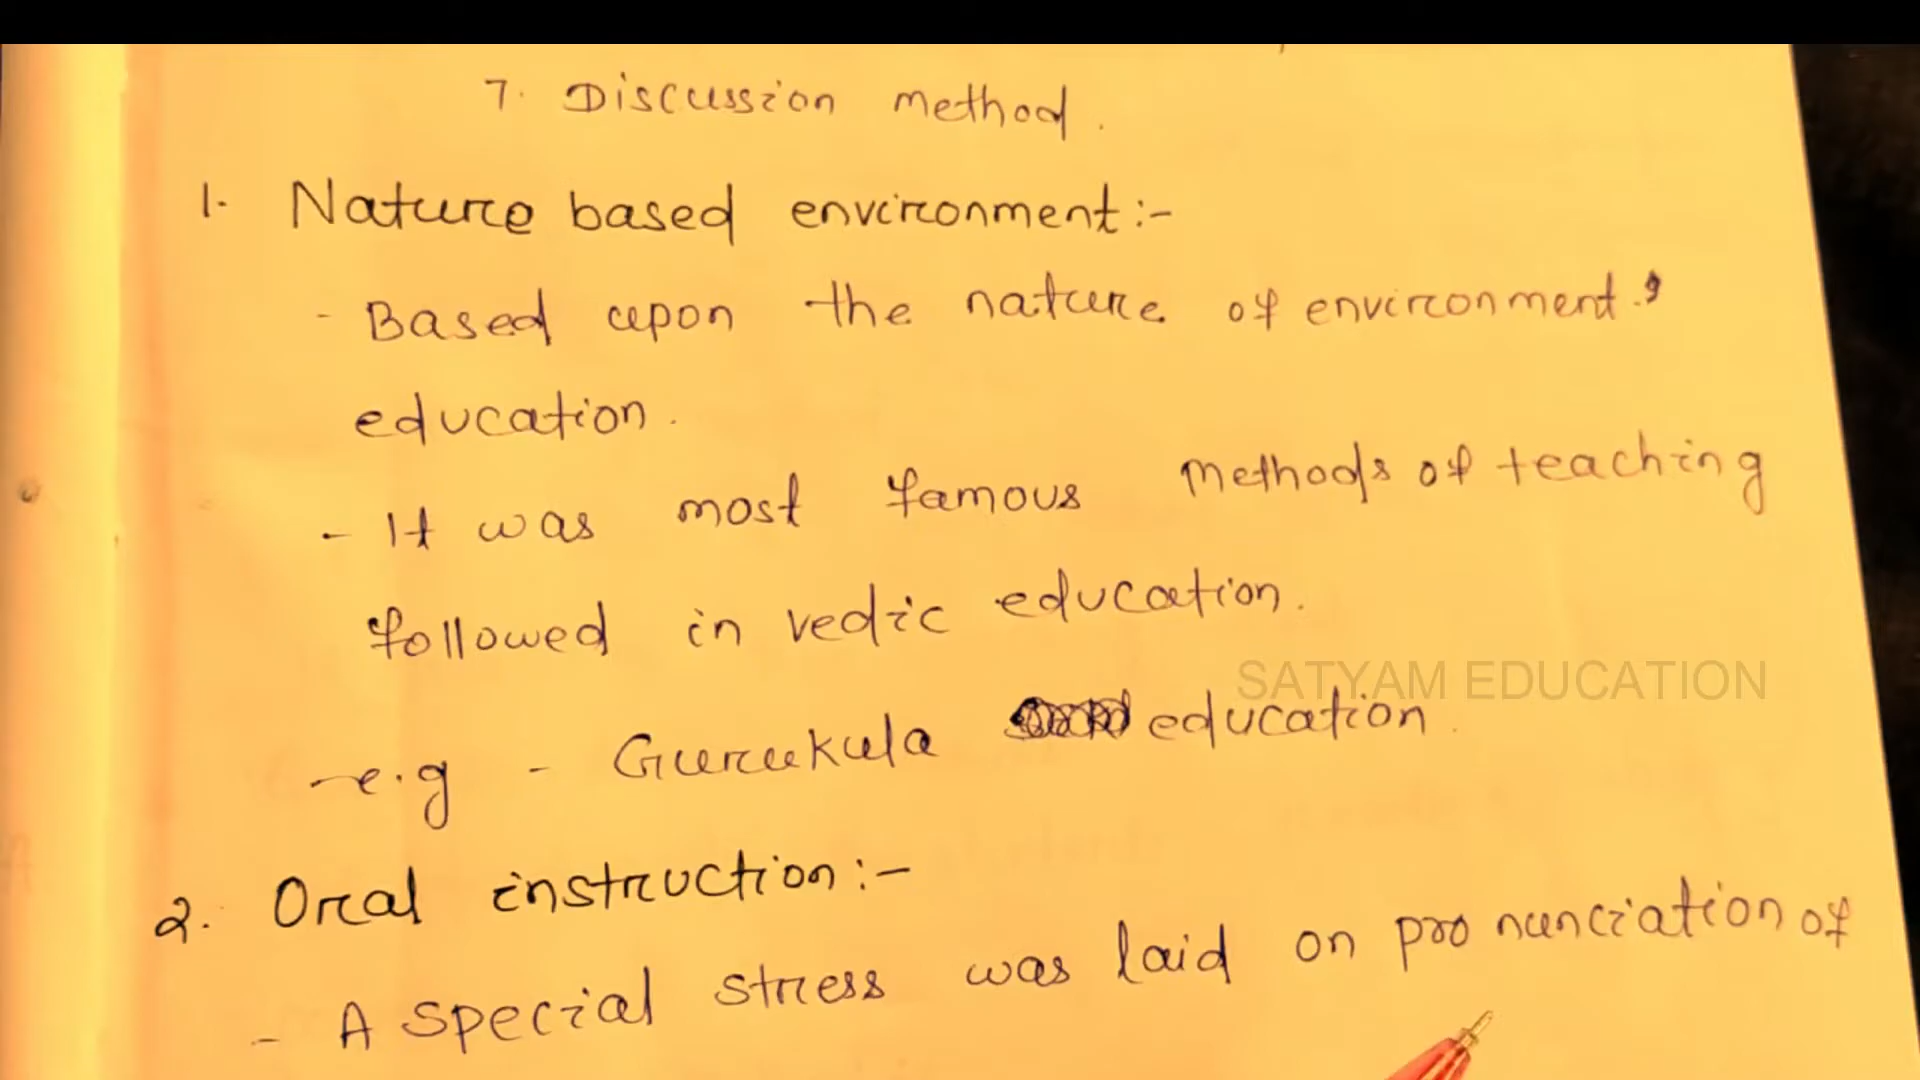 7. Discussion method.
1. Nature based environment:-
- Based upon the nature of environment,
education.
- It was most famous methods of teaching
followed in vedic education.
SATYAM EDUCATION
- e.g - Gurukula education.
2. Oral instruction:-
- A special stress was laid on pronunciation of